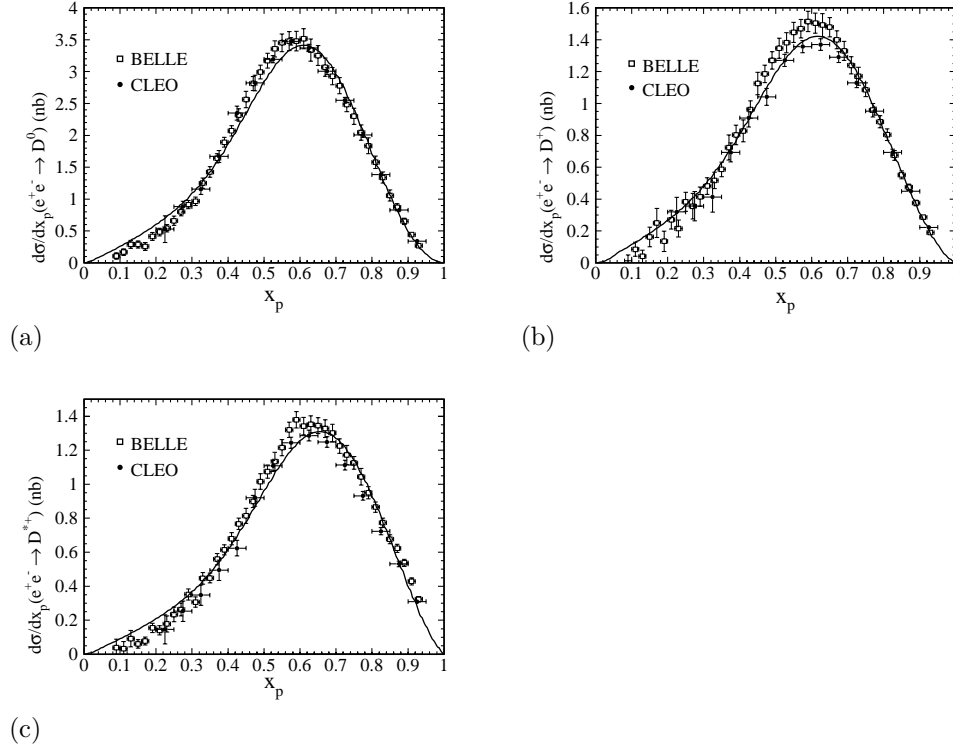 4
3.5
3
2.5
2
1.5
1
0.5
0
dσ/dx_p(e⁺e⁻ → D⁰) (nb)
BELLE
CLEO
0 0.1 0.2 0.3 0.4 0.5 0.6 0.7 0.8 0.9 1
x_p
(a)
1.6
1.4
1.2
1
0.8
0.6
0.4
0.2
0
dσ/dx_p(e⁺e⁻ → D⁺) (nb)
BELLE
CLEO
0 0.1 0.2 0.3 0.4 0.5 0.6 0.7 0.8 0.9
x_p
(b)
1.4
1.2
1
0.8
0.6
0.4
0.2
0
dσ/dx_p(e⁺e⁻ → D*⁺) (nb)
BELLE
CLEO
0 0.1 0.2 0.3 0.4 0.5 0.6 0.7 0.8 0.9 1
x_p
(c)